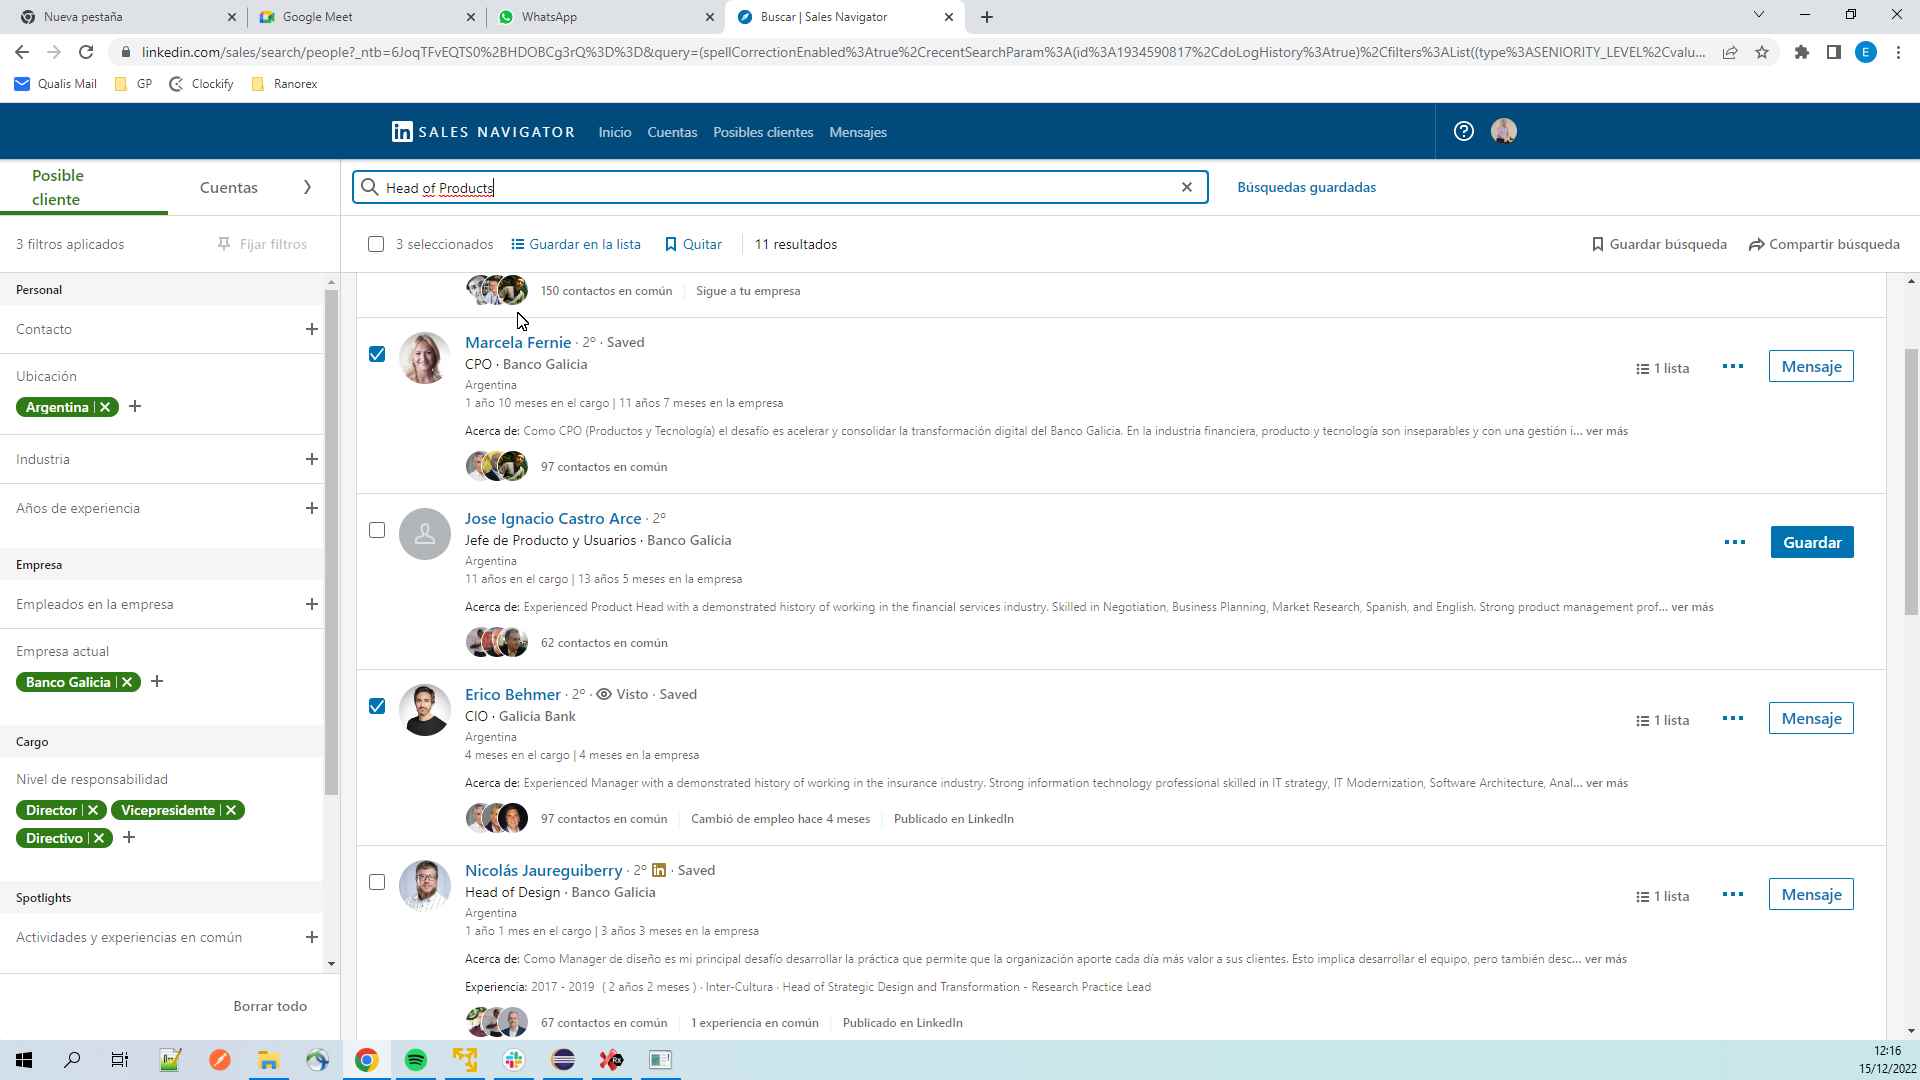 Nueva pestaña
Google Meet
WhatsApp
Buscar | Sales Navigator
linkedin.com/sales/search/people?_ntb=6JoqTFvEQTS0%2BHDOBCg3rQ%3D%3D&query=(spellCorrectionEnabled%3Atrue%2CrecentSearchParam%3A(id%3A1934590817%2CdoLogHistory%3Atrue)%2Cfilters%3AList((type%3ASENIORITY_LEVEL%2Cvalu...
E
Qualis Mail
GP
Clockify
Ranorex
in SALES NAVIGATOR
Inicio
Cuentas
Posibles clientes
Mensajes
Posible cliente
Cuentas
Head of Products
Búsquedas guardadas
3 filtros aplicados
Fijar filtros
3 seleccionados
Guardar en la lista
Quitar
11 resultados
Guardar búsqueda
Compartir búsqueda
Personal
Contacto
Ubicación
Argentina
Industria
Años de experiencia
Empresa
Empleados en la empresa
Empresa actual
Banco Galicia
Cargo
Nivel de responsabilidad
Director
Vicepresidente
Directivo
Spotlights
Actividades y experiencias en común
Borrar todo
150 contactos en común
Sigue a tu empresa
Marcela Fernie · 2º · Saved
CPO · Banco Galicia
Argentina
1 año 10 meses en el cargo | 11 años 7 meses en la empresa
Acerca de: Como CPO (Productos y Tecnología) el desafío es acelerar y consolidar la transformación digital del Banco Galicia. En la industria financiera, producto y tecnología son inseparables y con una gestión i... ver más
97 contactos en común
1 lista
Mensaje
Jose Ignacio Castro Arce · 2º
Jefe de Producto y Usuarios · Banco Galicia
Argentina
11 años en el cargo | 13 años 5 meses en la empresa
Acerca de: Experienced Product Head with a demonstrated history of working in the financial services industry. Skilled in Negotiation, Business Planning, Market Research, Spanish, and English. Strong product management prof... ver más
62 contactos en común
Guardar
Erico Behmer · 2º · Visto · Saved
CIO · Galicia Bank
Argentina
4 meses en el cargo | 4 meses en la empresa
Acerca de: Experienced Manager with a demonstrated history of working in the insurance industry. Strong information technology professional skilled in IT strategy, IT Modernization, Software Architecture, Anal... ver más
97 contactos en común
Cambió de empleo hace 4 meses
Publicado en LinkedIn
1 lista
Mensaje
Nicolás Jaureguiberry · 2º in · Saved
Head of Design · Banco Galicia
Argentina
1 año 1 mes en el cargo | 3 años 3 meses en la empresa
Acerca de: Como Manager de diseño es mi principal desafío desarrollar la práctica que permite que la organización aporte cada día más valor a sus clientes. Esto implica desarrollar el equipo, pero también desc... ver más
Experiencia: 2017 - 2019 ( 2 años 2 meses ) · Inter-Cultura · Head of Strategic Design and Transformation - Research Practice Lead
67 contactos en común
1 experiencia en común
Publicado en LinkedIn
1 lista
Mensaje
12:16
15/12/2022